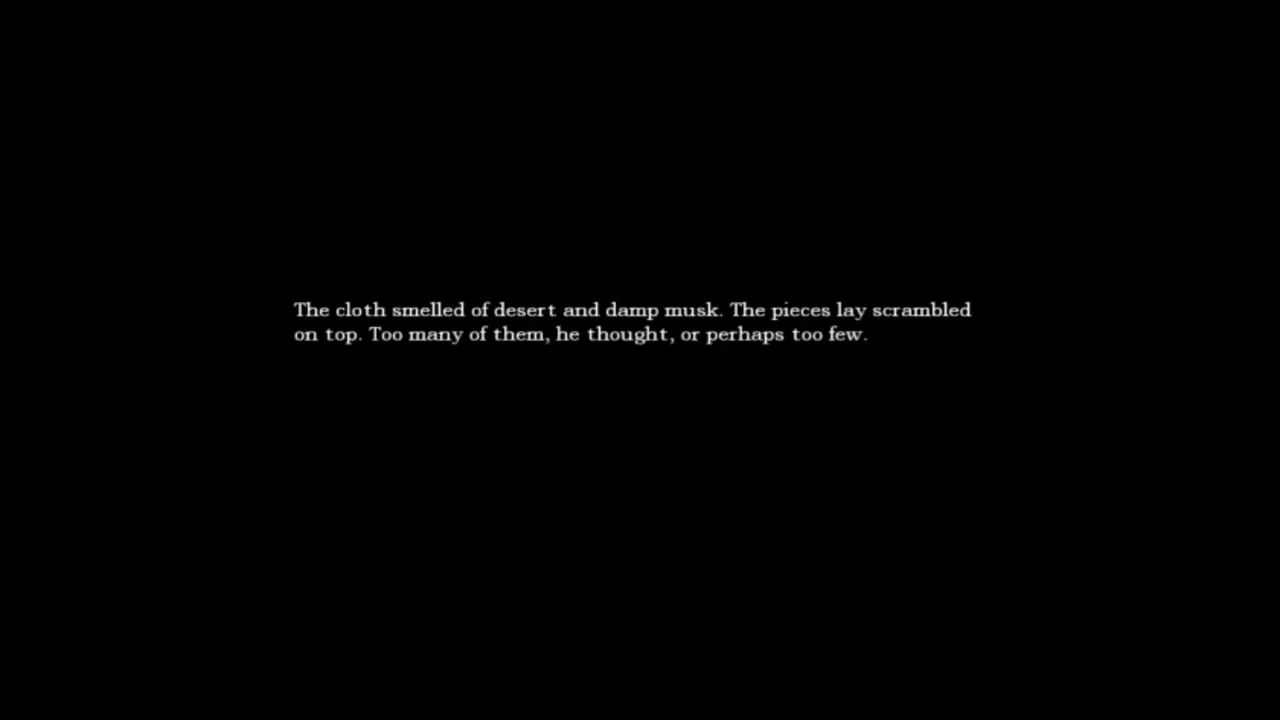 The cloth smelled of desert and damp musk. The pieces lay scrambled
on top. Too many of them, he thought, or perhaps too few.